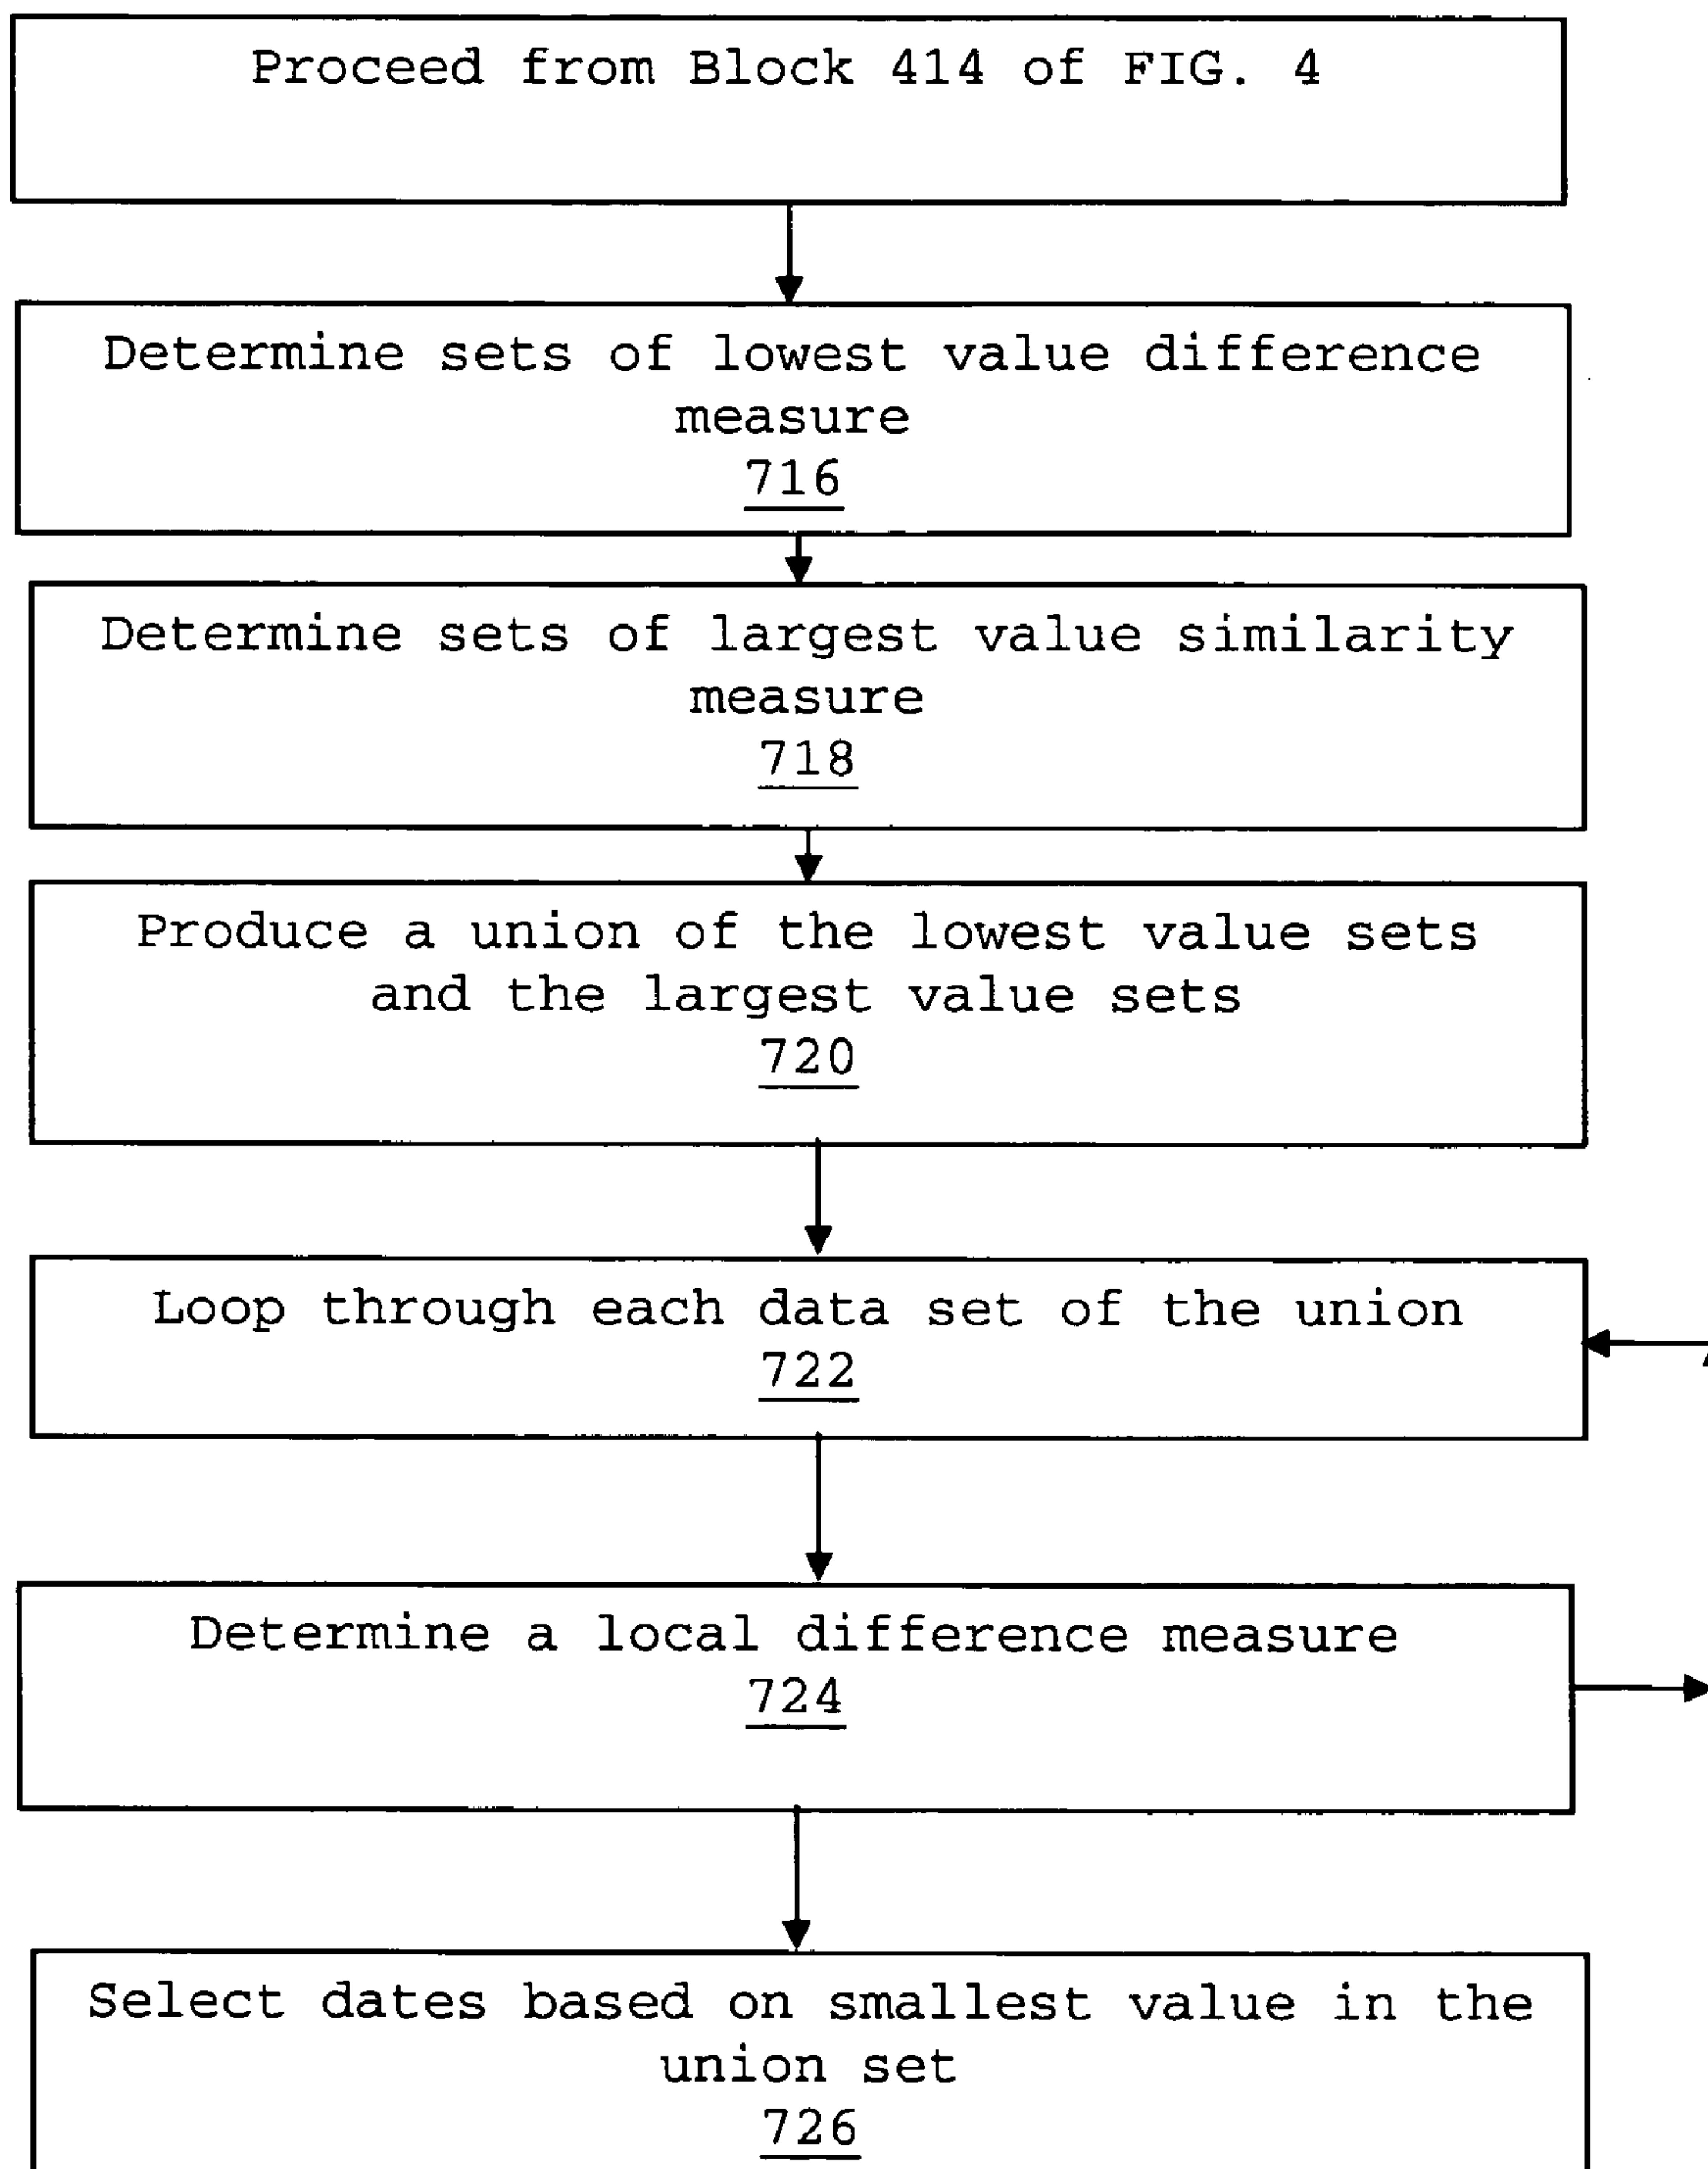 Proceed from Block 414 of FIG. 4
Determine sets of lowest value difference
measure
716
Determine sets of largest value similarity
measure
718
Produce a union of the lowest value sets
and the largest value sets
720
Loop through each data set of the union
722
Determine a local difference measure
724
Select dates based on smallest value in the
union set
726